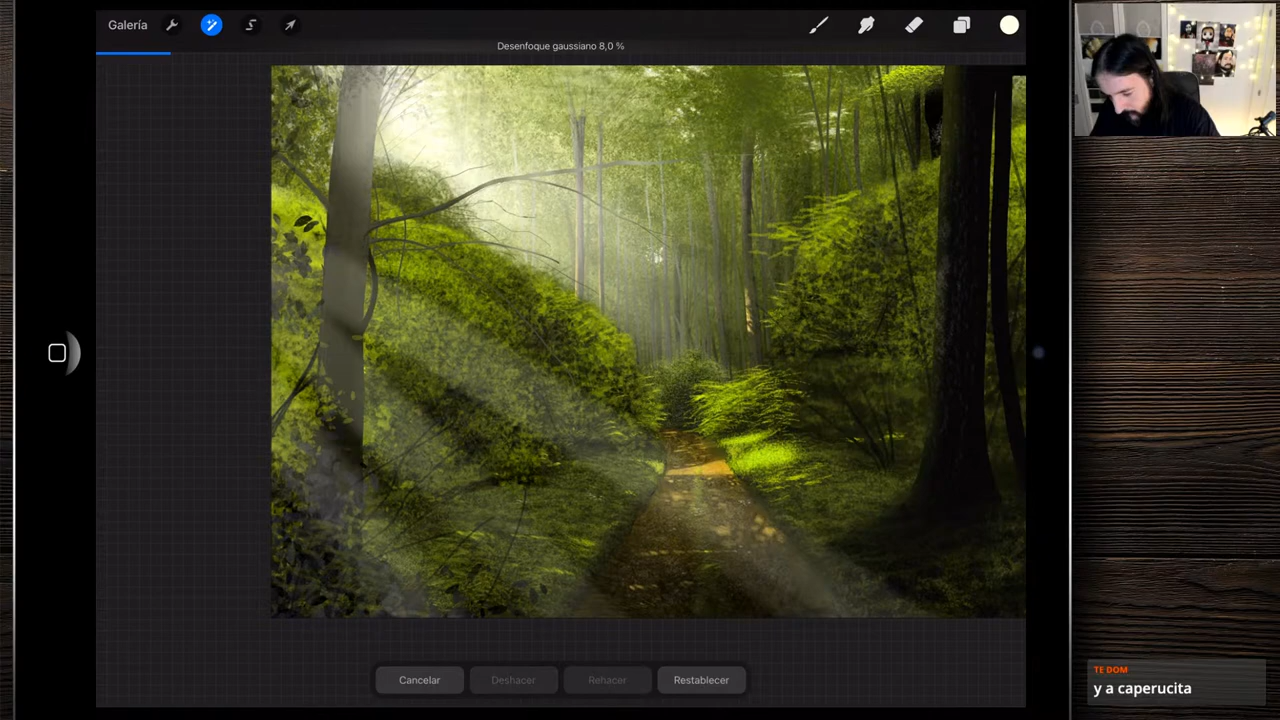 Galería
Desenfoque gaussiano 8,0 %
Cancelar
Deshacer
Rehacer
Restablecer
TE DOM
y a caperucita